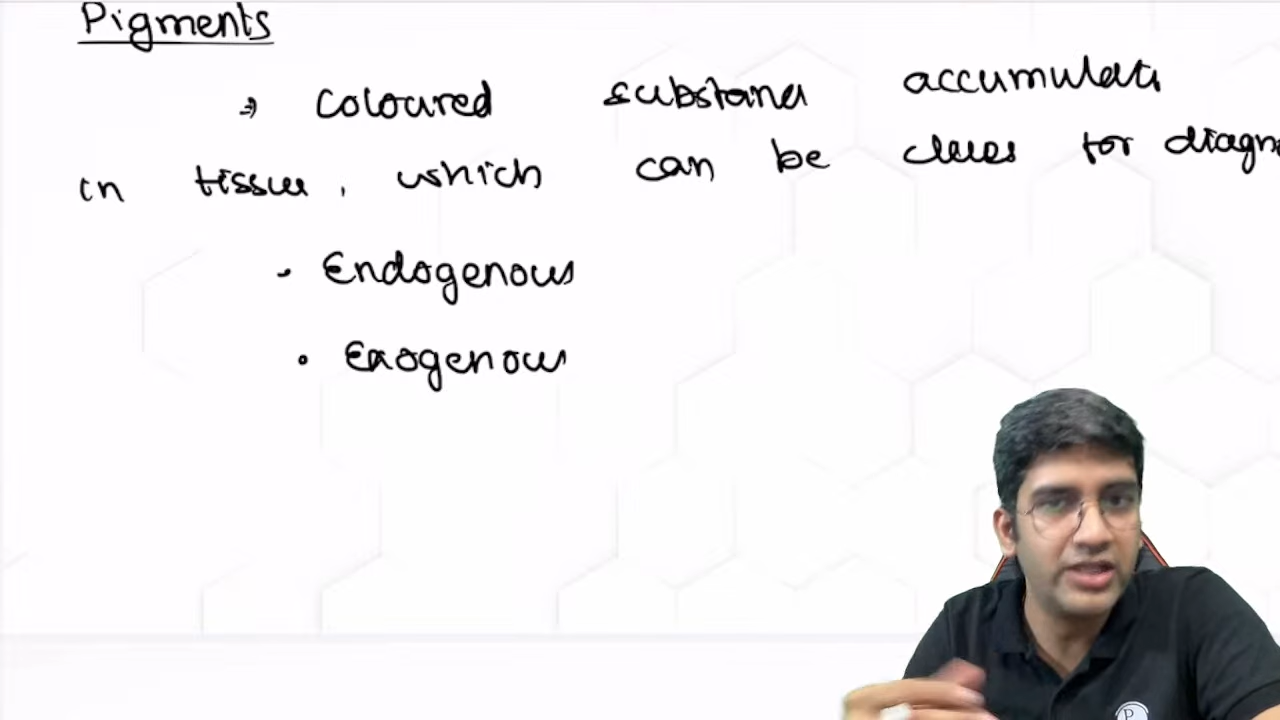 Pigments
→ Coloured substance accumulate
in tissue, which can be clues for diagn
• Endogenous
• Exogenous
P